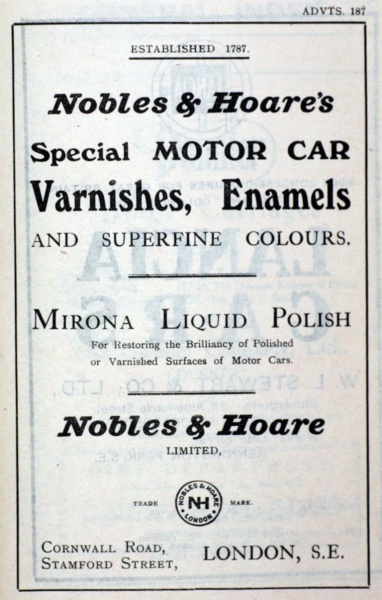 ADVTS. 187
ESTABLISHED 1787.
Nobles & Hoare's
Special MOTOR CAR
Varnishes, Enamels
AND SUPERFINE COLOURS.
MIRONA LIQUID POLISH
For Restoring the Brilliancy of Polished
or Varnished Surfaces of Motor Cars.
Nobles & Hoare
LIMITED,
TRADE MARK.
NOBLES & HOARE
NH
LONDON
CORNWALL ROAD,
STAMFORD STREET,
LONDON, S.E.